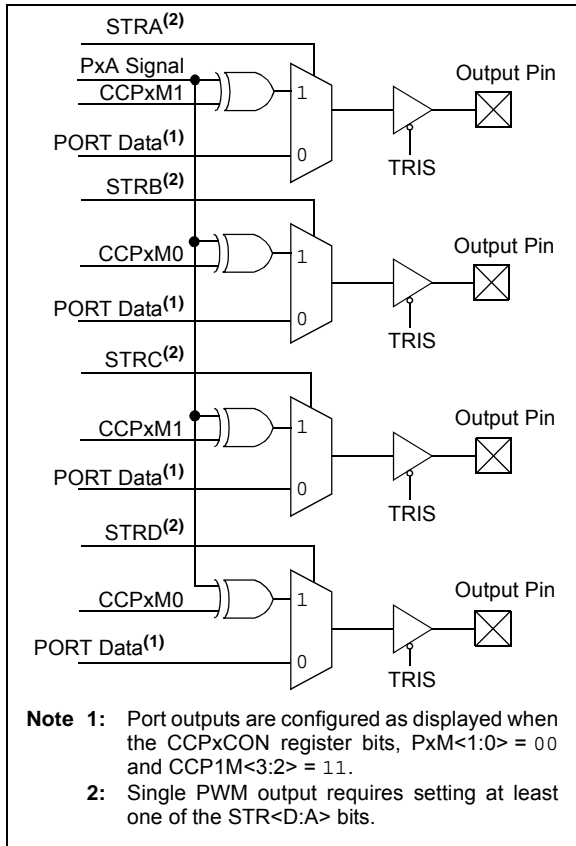 STRA(2)
PxA Signal
Output Pin
CCPxM1
1
PORT Data(1)
0
TRIS
STRB(2)
Output Pin
CCPxM0
1
PORT Data(1)
0
TRIS
STRC(2)
Output Pin
CCPxM1
1
PORT Data(1)
0
TRIS
STRD(2)
Output Pin
CCPxM0
1
PORT Data(1)
0
TRIS
Note 1: Port outputs are configured as displayed when
the CCPxCON register bits, PxM<1:0> = 00
and CCP1M<3:2> = 11.
2: Single PWM output requires setting at least
one of the STR<D:A> bits.